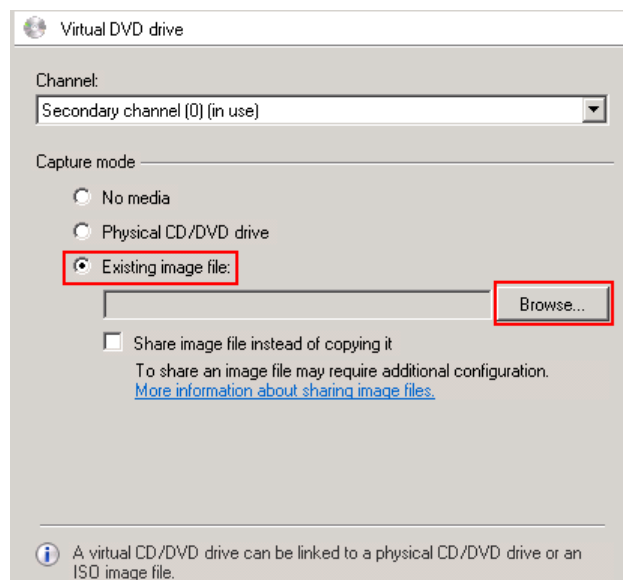 Virtual DVD drive
Channel:
Secondary channel (0) (in use)
Capture mode
No media
Physical CD/DVD drive
Existing image file:
Browse...
Share image file instead of copying it
To share an image file may require additional configuration.
More information about sharing image files.
A virtual CD/DVD drive can be linked to a physical CD/DVD drive or an
ISO image file.